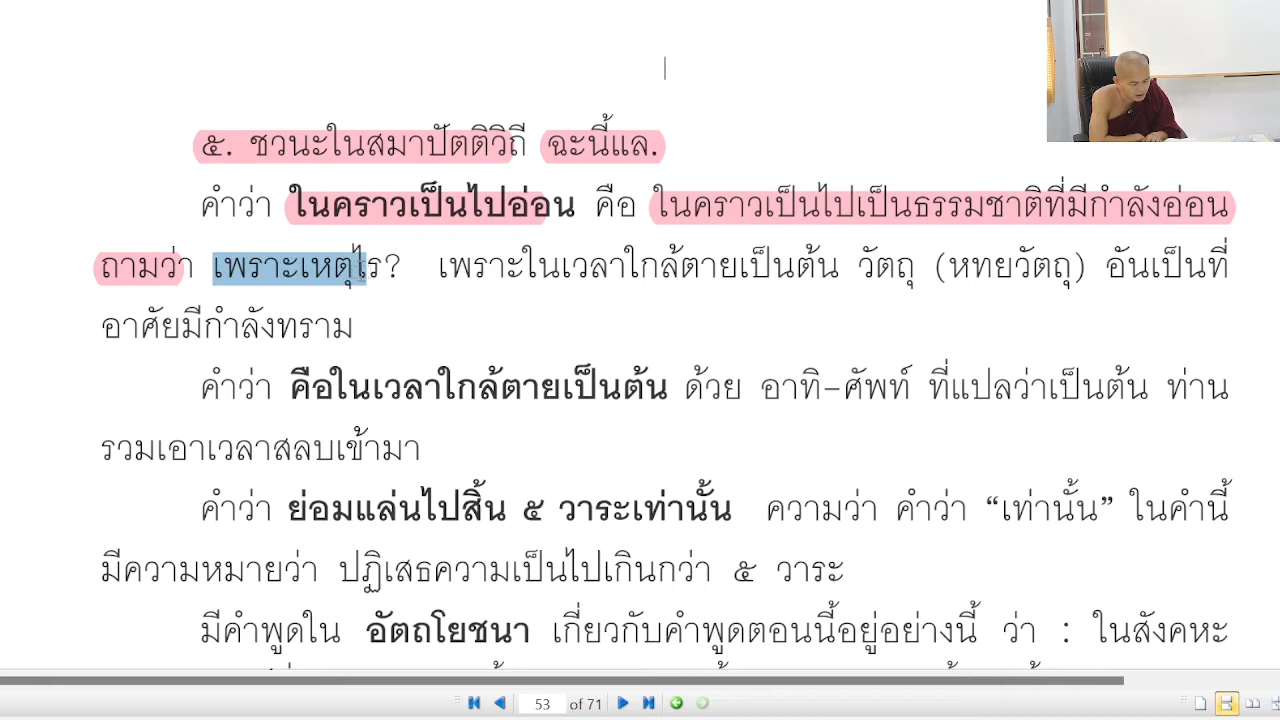 ๕. ชวนะในสมาปัตติวิถี ฉะนี้แล.
คำว่า ในคราวเป็นไปอ่อน คือ ในคราวเป็นไปเป็นธรรมชาติที่มีกำลังอ่อน
ถามว่า เพราะเหตุไร? เพราะในเวลาใกล้ตายเป็นต้น วัตถุ (หทยวัตถุ) อันเป็นที่
อาศัยมีกำลังทราม
คำว่า คือในเวลาใกล้ตายเป็นต้น ด้วย อาทิ-ศัพท์ ที่แปลว่าเป็นต้น ท่าน
รวมเอาเวลาสลบเข้ามา
คำว่า ย่อมแล่นไปสิ้น ๕ วาระเท่านั้น ความว่า คำว่า “เท่านั้น” ในคำนี้
มีความหมายว่า ปฏิเสธความเป็นไปเกินกว่า ๕ วาระ
มีคำพูดใน อัตถโยชนา เกี่ยวกับคำพูดตอนนี้อยู่อย่างนี้ ว่า : ในสังคหะ
53 of 71